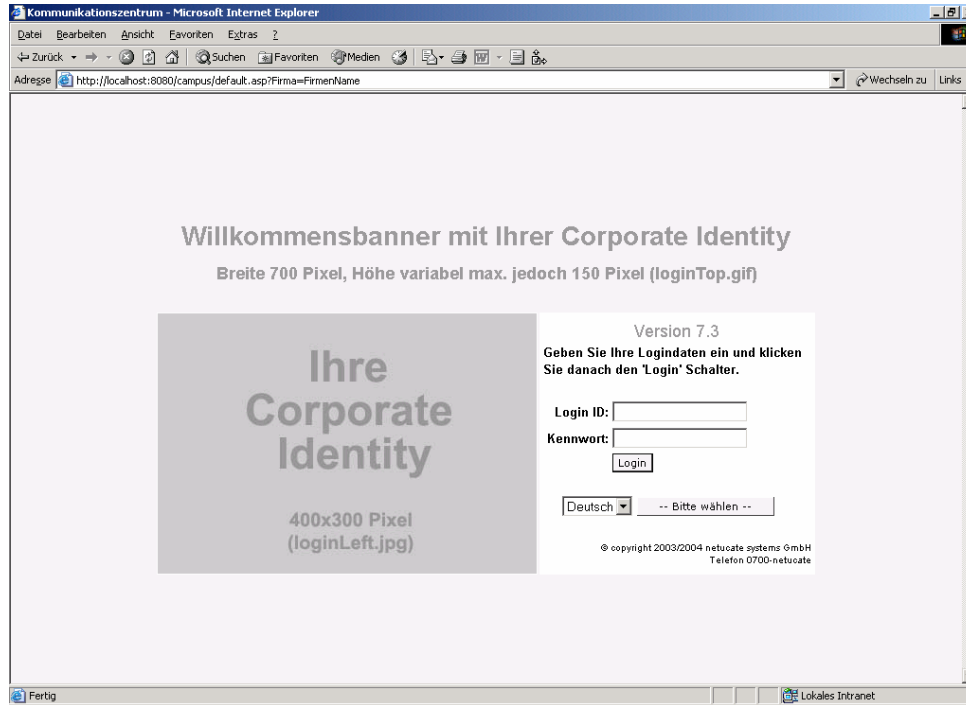 Kommunikationszentrum - Microsoft Internet Explorer
Datei Bearbeiten Ansicht Favoriten Extras ?
Zurück Suchen Favoriten Medien
Adresse http://localhost:8080/campus/default.asp?Firma=FirmenName Wechseln zu Links
Willkommensbanner mit Ihrer Corporate Identity
Breite 700 Pixel, Höhe variabel max. jedoch 150 Pixel (loginTop.gif)
Ihre
Corporate
Identity
400x300 Pixel
(loginLeft.jpg)
Version 7.3
Geben Sie Ihre Logindaten ein und klicken
Sie danach den 'Login' Schalter.
Login ID:
Kennwort:
Login
Deutsch -- Bitte wählen --
© copyright 2003/2004 netucate systems GmbH
Telefon 0700-netucate
Fertig Lokales Intranet